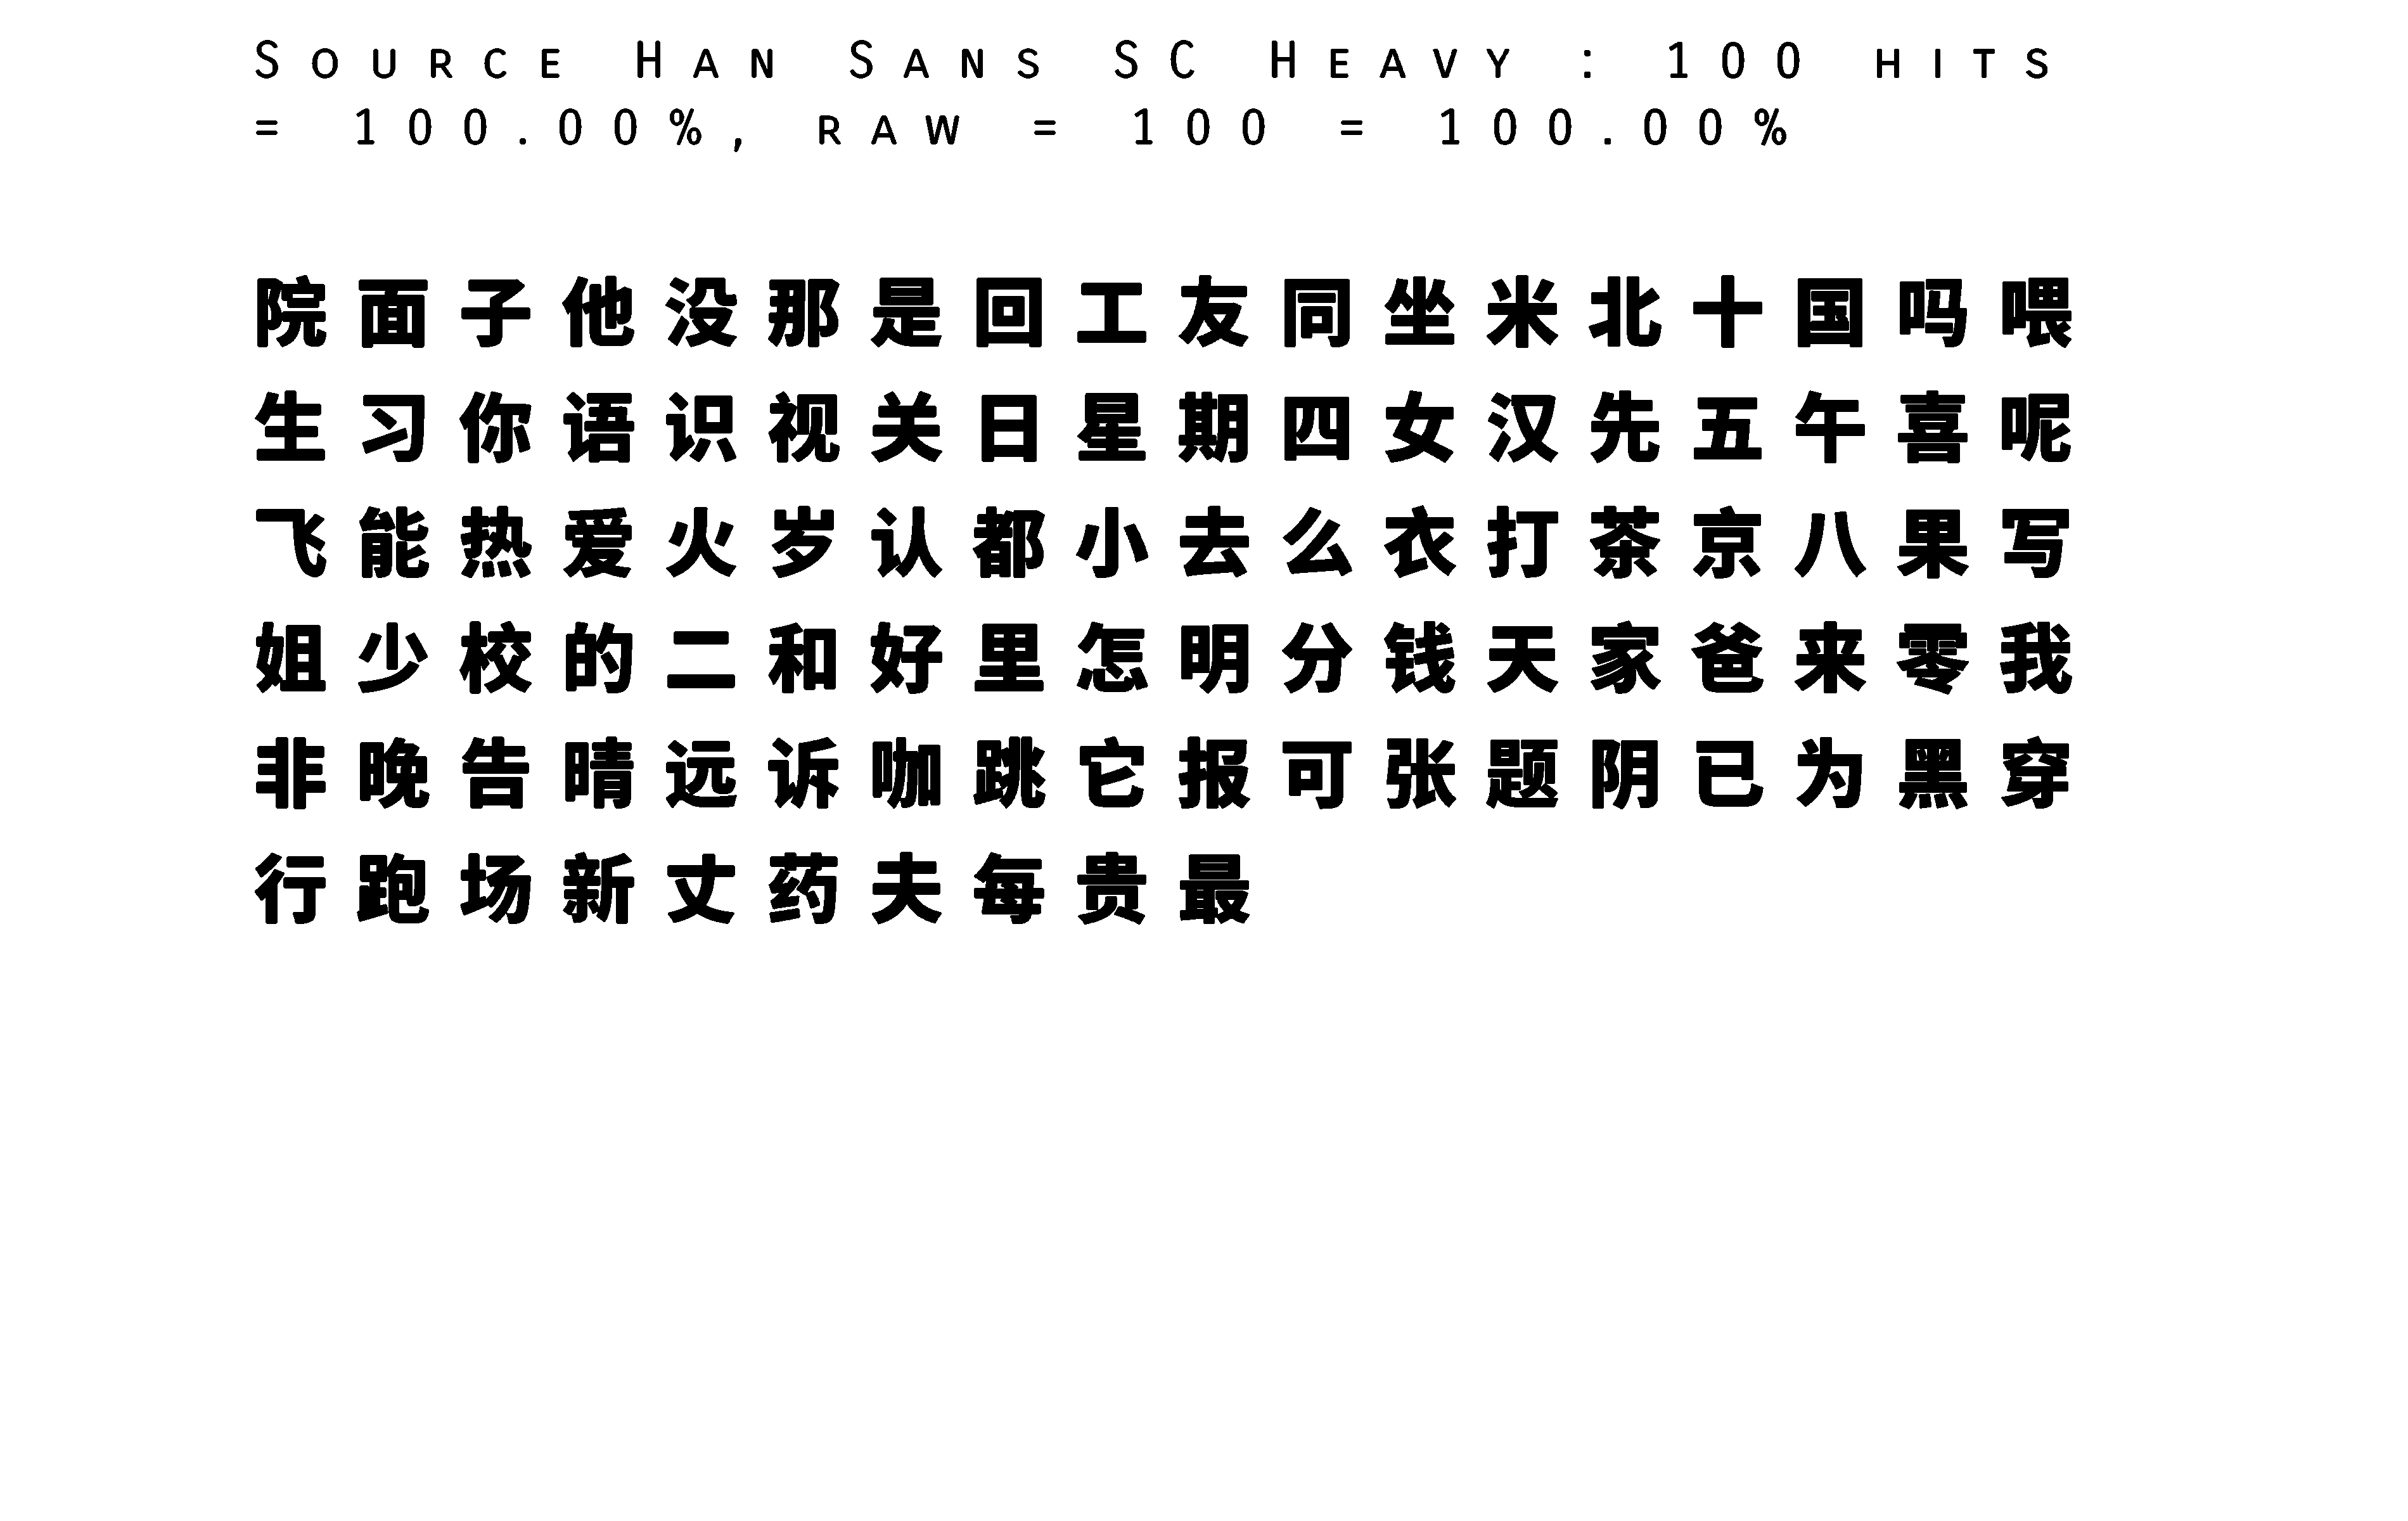 Source Han Sans SC Heavy : 100 hits
= 100.00%, raw = 100 = 100.00%
院面子他没那是回工友同坐米北十国吗喂
生习你语识视关日星期四女汉先五午喜呢
飞能热爱火岁认都小去么衣打茶京八果写
姐少校的二和好里怎明分钱天家爸来零我
非晚告晴远诉咖跳它报可张题阴已为黑穿
行跑场新丈药夫每贵最